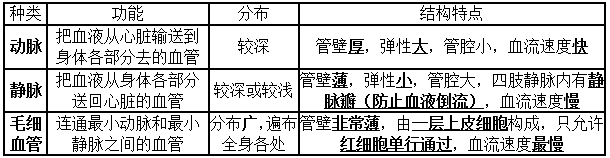 种类 功能 分布 结构特点
动脉 把血液从心脏输送到身体各部分去的血管 较深 管壁厚，弹性大，管腔小，血流速度快
静脉 把血液从身体各部分送回心脏的血管 较深或较浅 管壁薄，弹性小，管腔大，四肢静脉内有静脉瓣（防止血液倒流），血流速度慢
毛细血管 连通最小动脉和最小静脉之间的血管 分布广，遍布全身各处 管壁非常薄，由一层上皮细胞构成，只允许红细胞单行通过，血流速度最慢